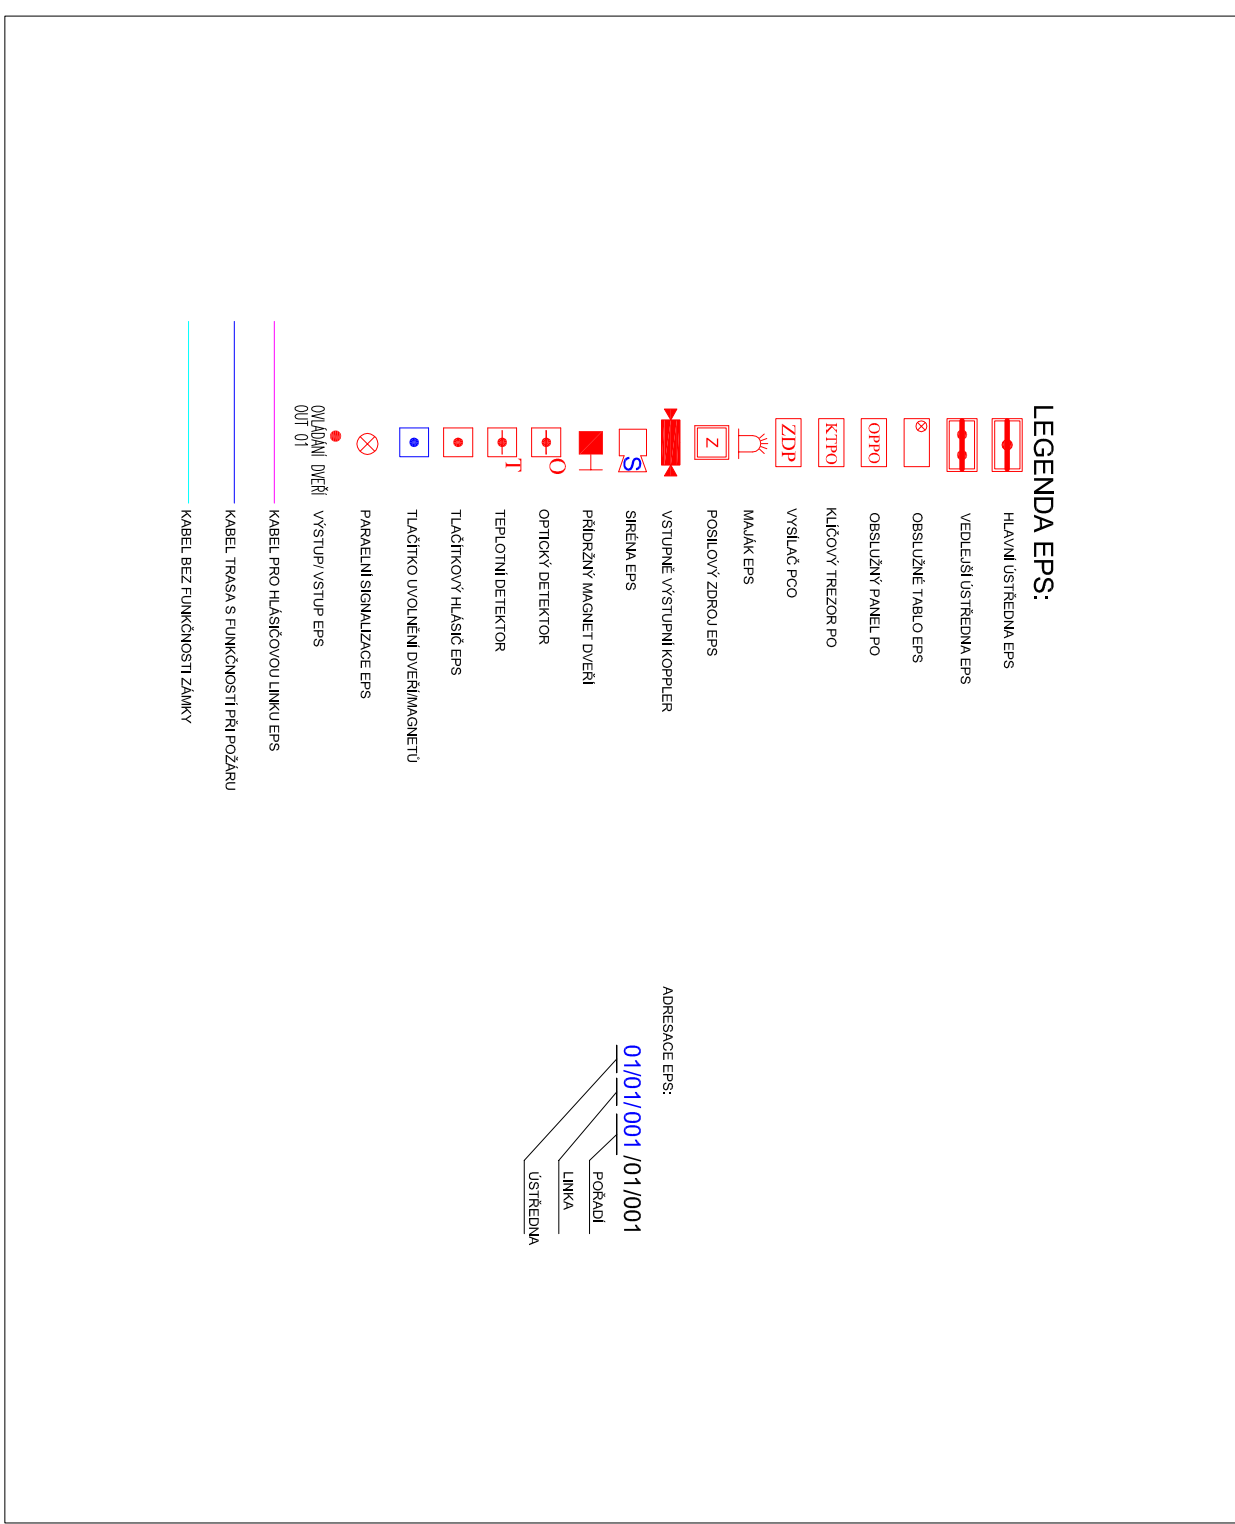 LEGENDA EPS:
HLAVNÍ ÚSTŘEDNA EPS
VEDLEJŠÍ ÚSTŘEDNA EPS
OBSLUŽNÉ TABLO EPS
OPPO OBSLUŽNÝ PANEL PO
KTPO KLÍČOVÝ TREZOR PO
ZDP VYSÍLAČ PCO
MAJÁK EPS
Z POSILOVÝ ZDROJ EPS
VSTUPNĚ VÝSTUPNÍ KOPPLER
S SIRÉNA EPS
PŘÍDRŽNÝ MAGNET DVEŘÍ
O OPTICKÝ DETEKTOR
T TEPLOTNÍ DETEKTOR
TLAČÍTKOVÝ HLÁSIČ EPS
TLAČÍTKO UVOLNĚNÍ DVEŘÍ/MAGNETŮ
PARAELNÍ SIGNALIZACE EPS
OVLÁDÁNÍ DVEŘÍ VÝSTUP/VSTUP EPS
OUT 01
KABEL PRO HLÁSIČOVOU LINKU EPS
KABEL TRASA S FUNKČNOSTÍ PŘI POŽÁRU
KABEL BEZ FUNKČNOSTI ZÁMKY
ADRESACE EPS:
01/01/001 /01/001
POŘADÍ
LINKA
ÚSTŘEDNA